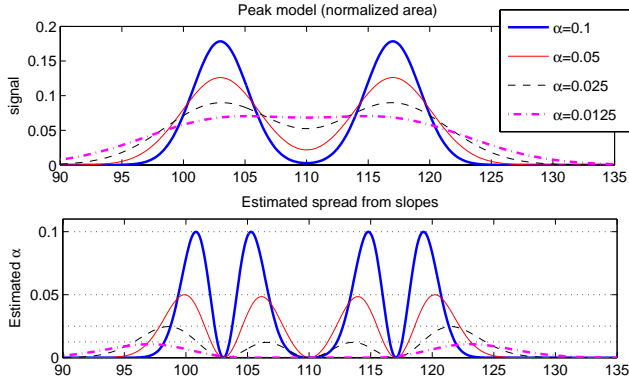 Peak model (normalized area)
signal
0.2
0.15
0.1
0.05
0
90 95 100 105 110 115 120 125 130 135
α=0.1
α=0.05
α=0.025
α=0.0125
Estimated spread from slopes
Estimated α
0.1
0.05
0
90 95 100 105 110 115 120 125 130 135